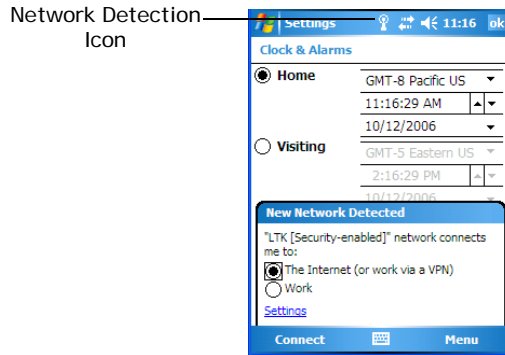 Network Detection
Icon
Settings 11:16 ok
Clock & Alarms
Home GMT-8 Pacific US
11:16:29 AM
10/12/2006
Visiting GMT-5 Eastern US
2:16:29 PM
10/12/2006
New Network Detected
"LTK [Security-enabled]" network connects
me to:
The Internet (or work via a VPN)
Work
Settings
Connect Menu